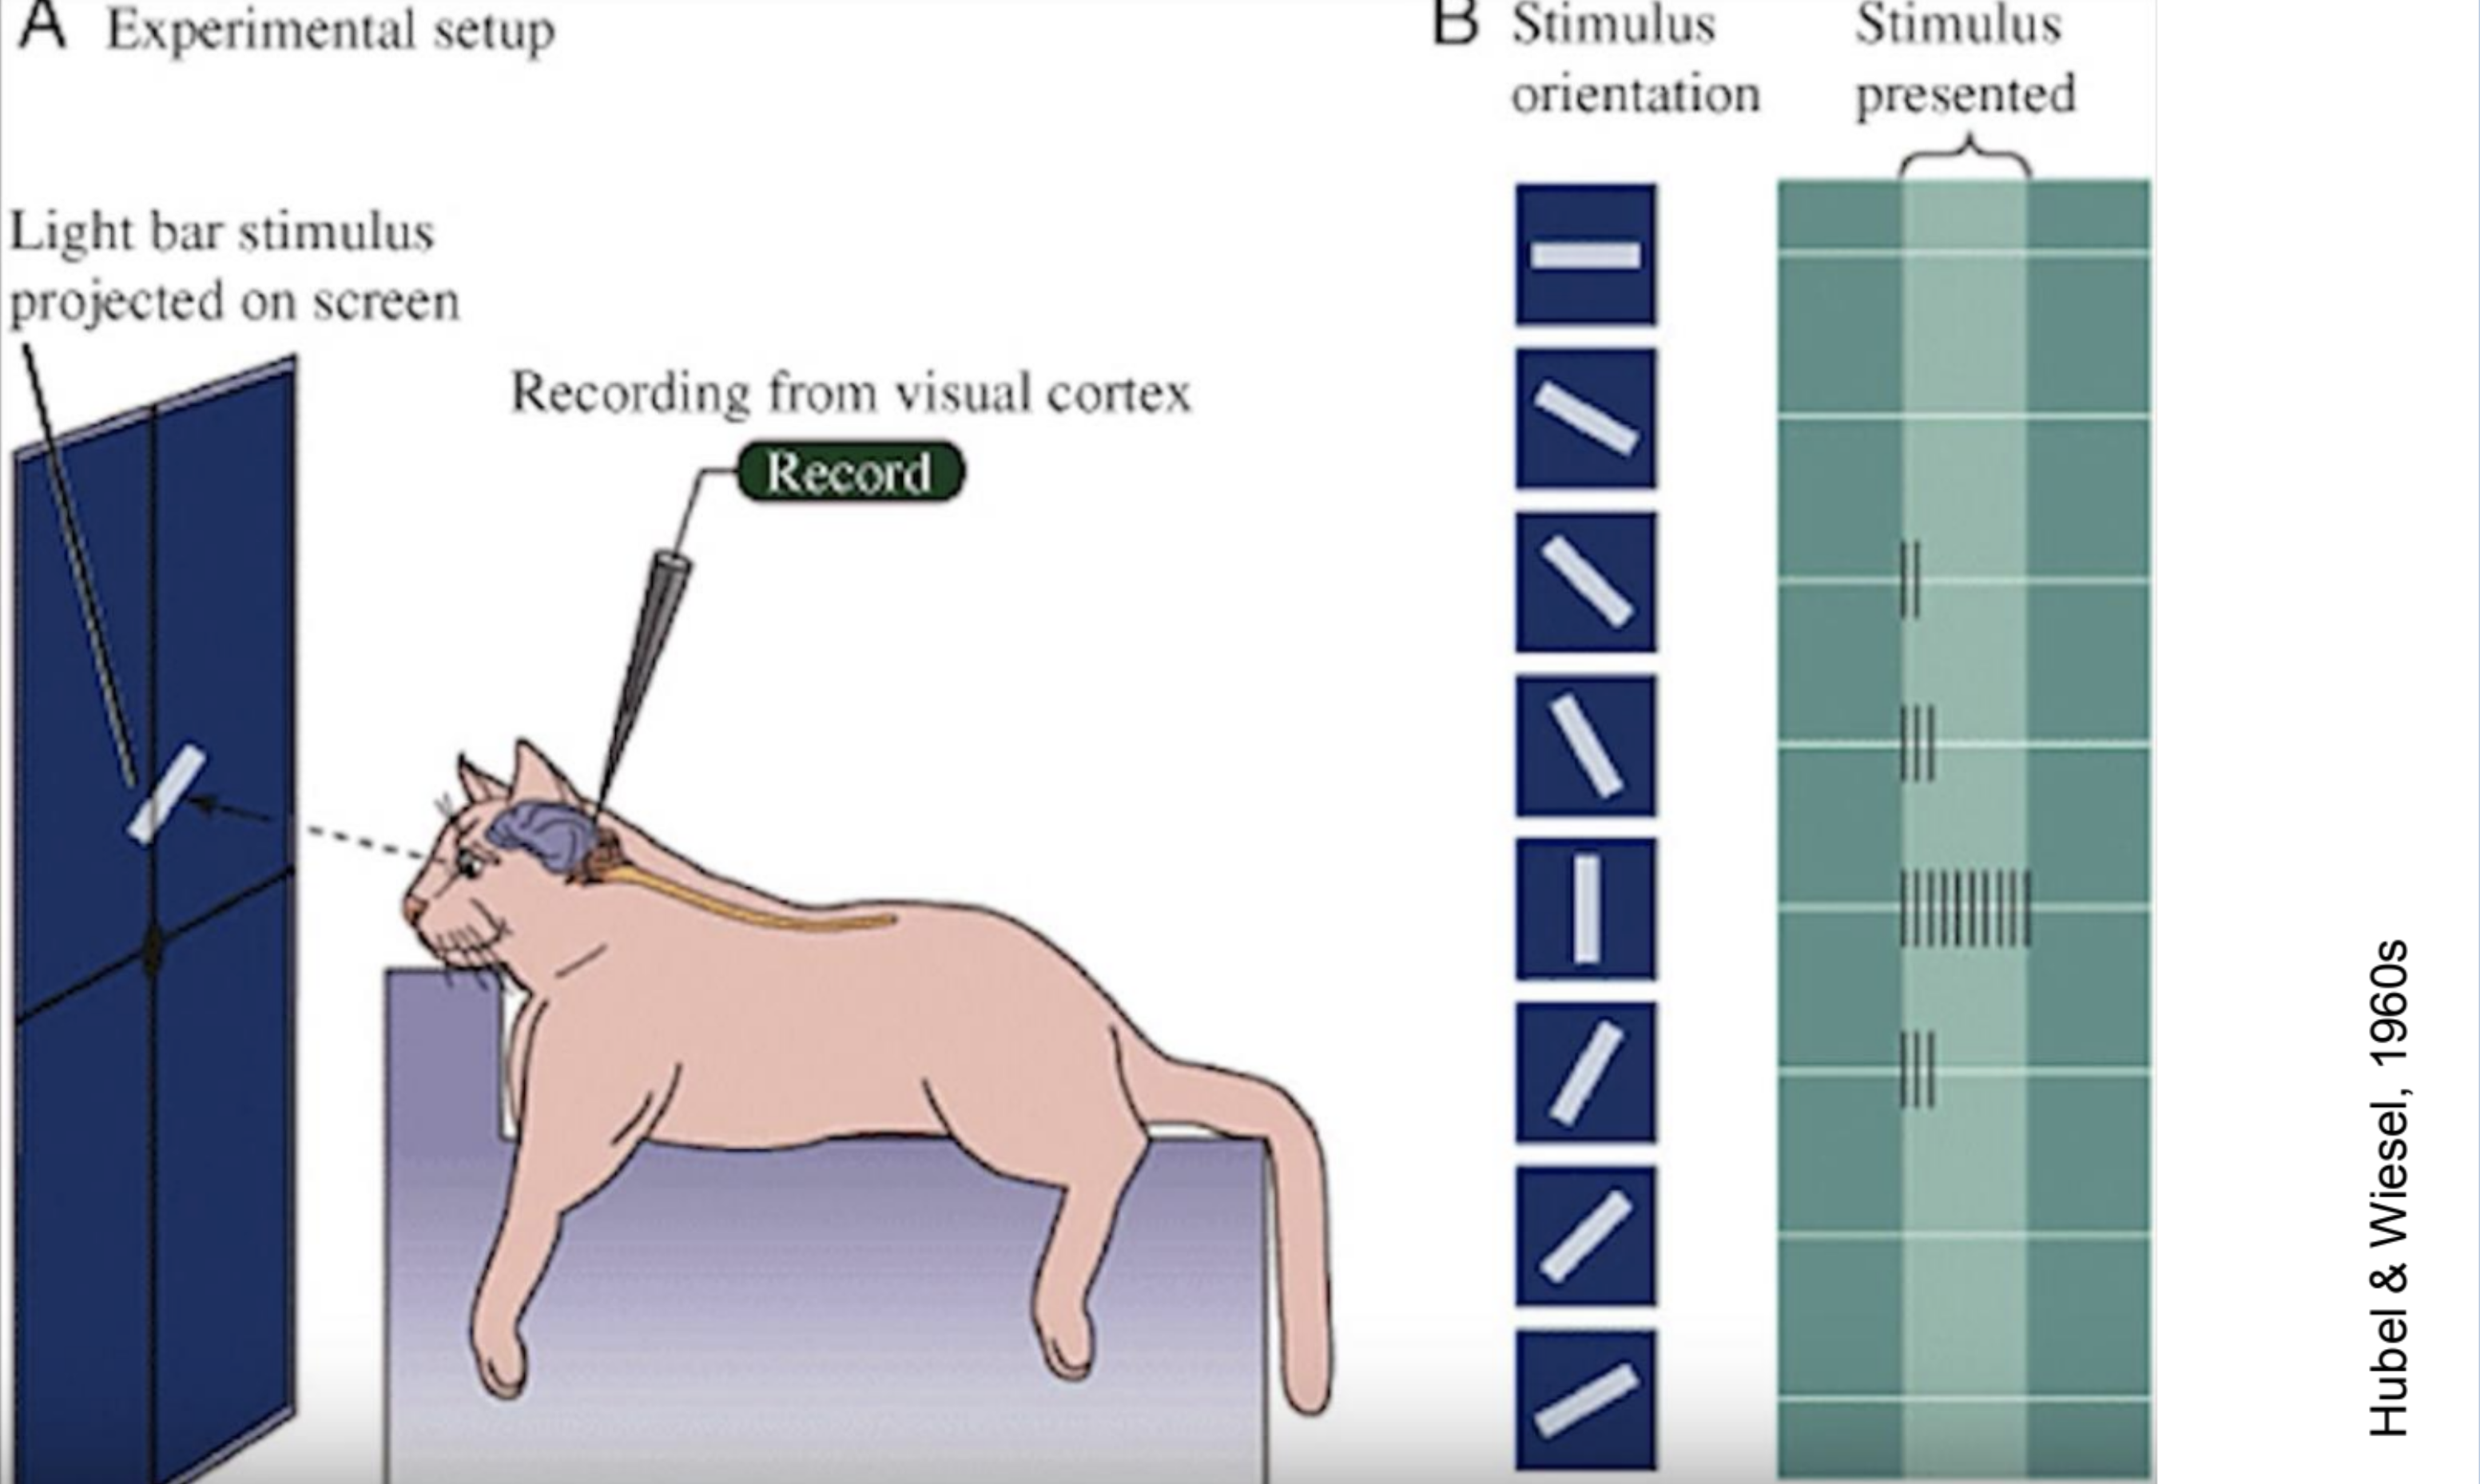 A Experimental setup
Light bar stimulus
projected on screen
Recording from visual cortex
Record
B Stimulus
orientation
Stimulus
presented
Hubel & Wiesel, 1960s